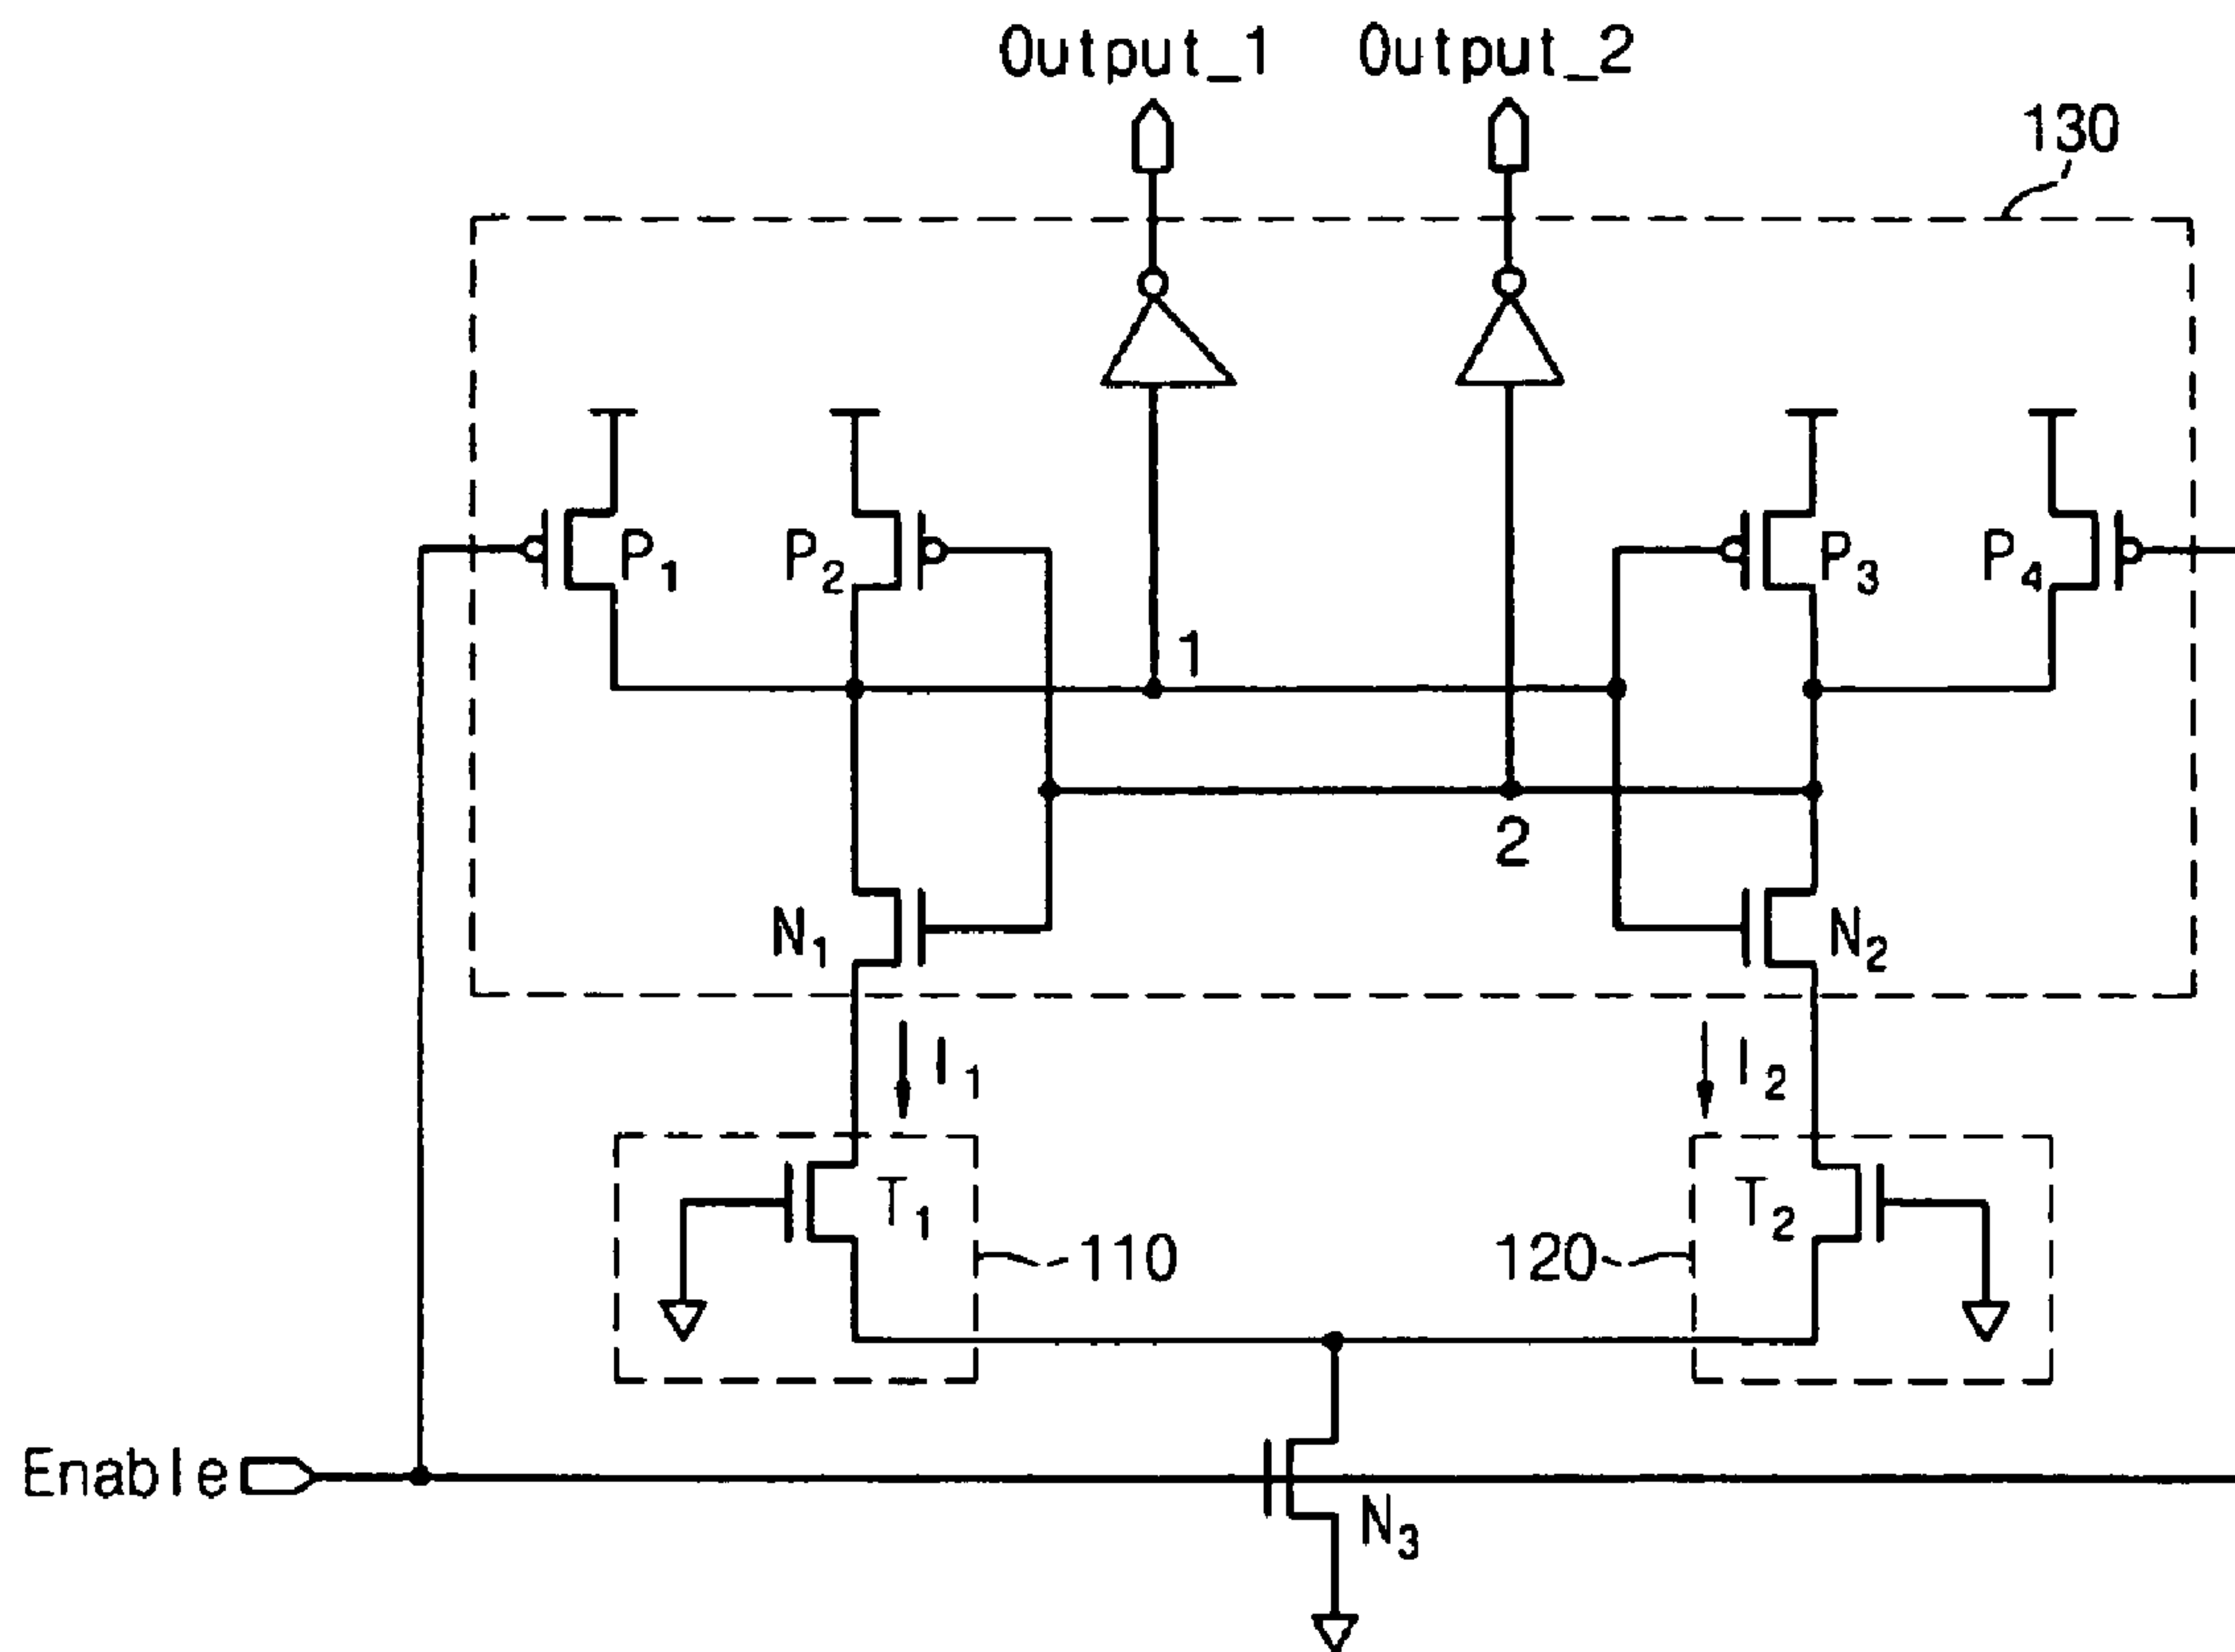 Output_1 Output_2
130
P1 P2 P3 P4
1
2
N1 N2
I1 I2
T1 T2
110 120
Enable
N3